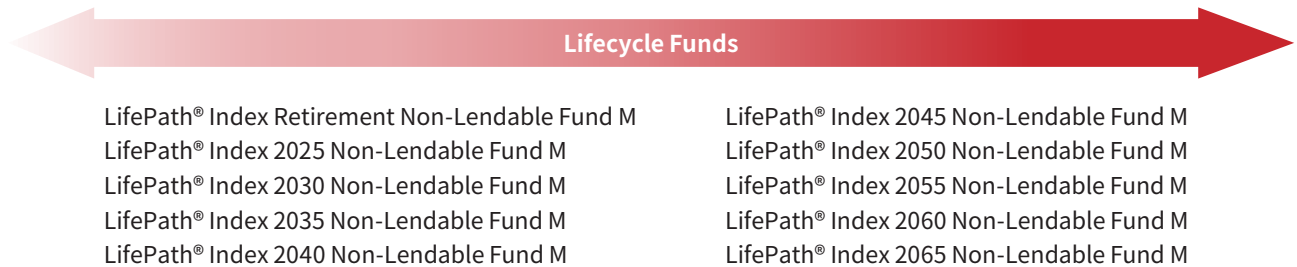 Lifecycle Funds
LifePath® Index Retirement Non-Lendable Fund M
LifePath® Index 2025 Non-Lendable Fund M
LifePath® Index 2030 Non-Lendable Fund M
LifePath® Index 2035 Non-Lendable Fund M
LifePath® Index 2040 Non-Lendable Fund M
LifePath® Index 2045 Non-Lendable Fund M
LifePath® Index 2050 Non-Lendable Fund M
LifePath® Index 2055 Non-Lendable Fund M
LifePath® Index 2060 Non-Lendable Fund M
LifePath® Index 2065 Non-Lendable Fund M